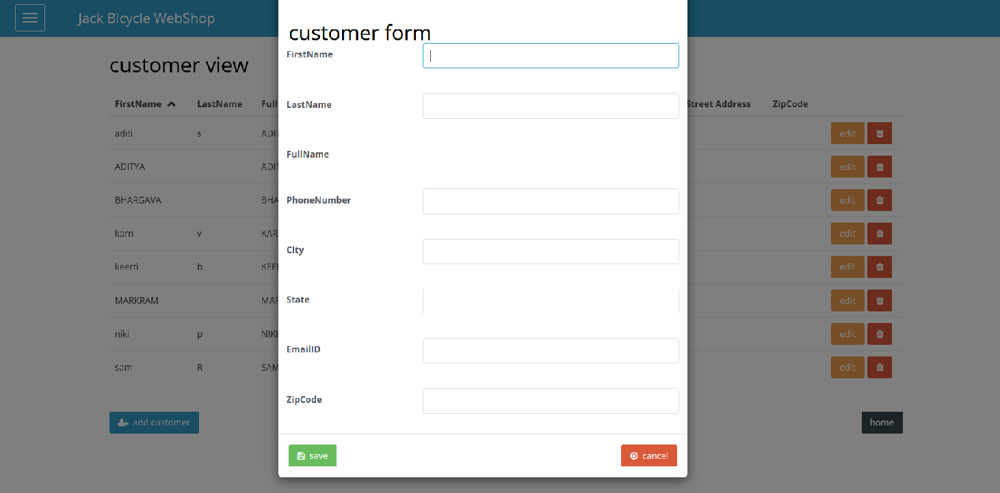 Jack Bicycle WebShop
customer view
FirstName LastName Full Street Address ZipCode
aditi s ADI edit
ADITYA ADIT edit
BHARGAVA BHA edit
karn v KAR edit
keerti b KEE edit
MARKRAM MAR edit
niki p NIKI edit
sam R SAM edit
add customer home
customer form
FirstName
LastName
FullName
PhoneNumber
City
State
EmailID
ZipCode
save cancel